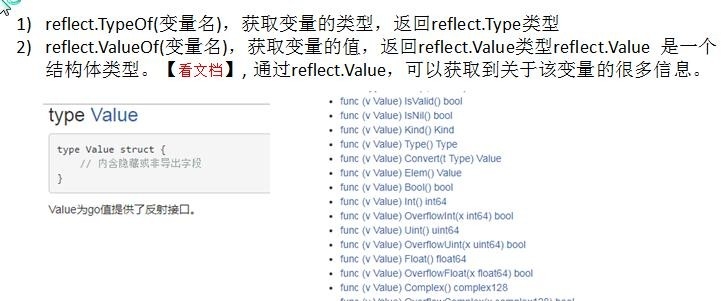 1) reflect.TypeOf(变量名)，获取变量的类型，返回reflect.Type类型
2) reflect.ValueOf(变量名)，获取变量的值，返回reflect.Value类型reflect.Value 是一个
结构体类型。【看文档】, 通过reflect.Value，可以获取到关于该变量的很多信息。
type Value
type Value struct {
// 内含隐藏或非导出字段
}
Value为go值提供了反射接口。
• func (v Value) IsValid() bool
• func (v Value) IsNil() bool
• func (v Value) Kind() Kind
• func (v Value) Type() Type
• func (v Value) Convert(t Type) Value
• func (v Value) Elem() Value
• func (v Value) Bool() bool
• func (v Value) Int() int64
• func (v Value) OverflowInt(x int64) bool
• func (v Value) Uint() uint64
• func (v Value) OverflowUint(x uint64) bool
• func (v Value) Float() float64
• func (v Value) OverflowFloat(x float64) bool
• func (v Value) Complex() complex128